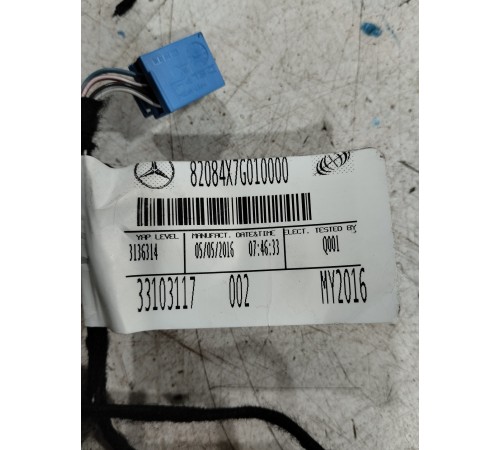 82084X7G010000
YAP LEVEL MANUFACT. DATE&TIME ELECT. TESTED BY
3136314 05/05/2016 07:46:33 Q001
33103117 002 MY2016